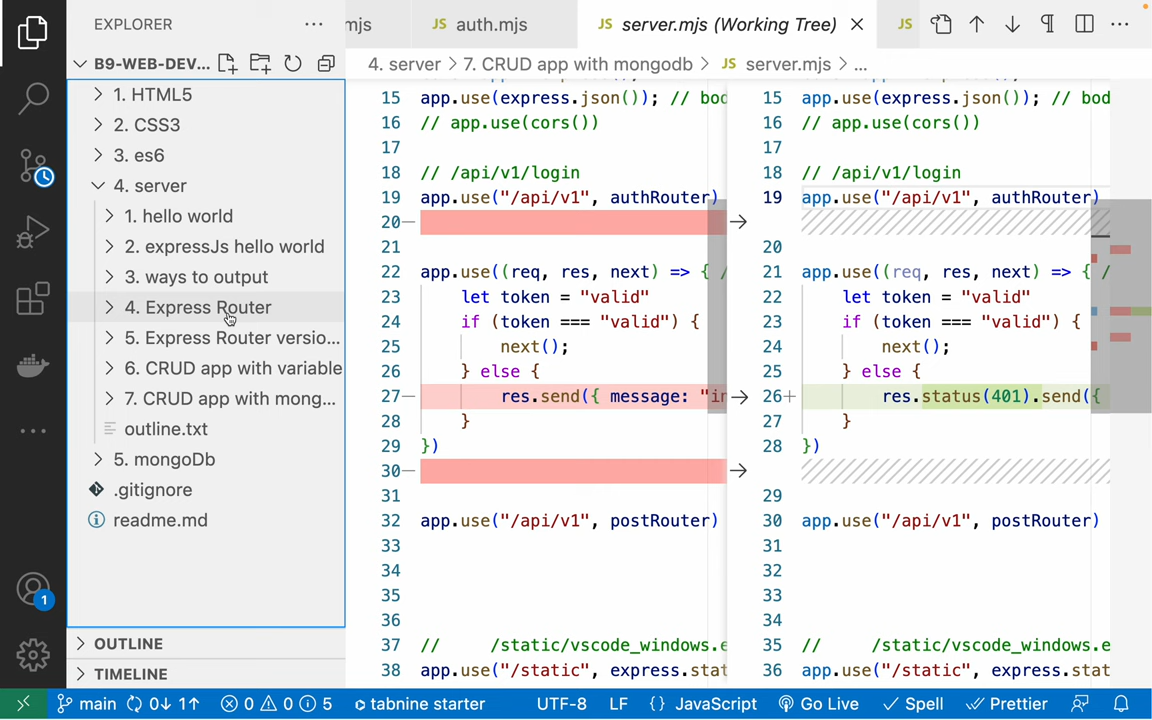 EXPLORER
mjs
JS auth.mjs
JS server.mjs (Working Tree)
JS
B9-WEB-DEV...
4. server > 7. CRUD app with mongodb > JS server.mjs > ...
1. HTML5
2. CSS3
3. es6
4. server
1. hello world
2. expressJs hello world
3. ways to output
4. Express Router
5. Express Router versio...
6. CRUD app with variable
7. CRUD app with mong...
outline.txt
5. mongoDb
.gitignore
readme.md
OUTLINE
TIMELINE
1
15 app.use(express.json()); // bod
16 // app.use(cors())
17
18 // /api/v1/login
19 app.use("/api/v1", authRouter)
20
21
22 app.use((req, res, next) => { /
23 let token = "valid"
24 if (token === "valid") {
25 next();
26 } else {
27 res.send({ message: "in
28 }
29 })
30
31
32 app.use("/api/v1", postRouter)
33
34
35
36
37 // /static/vscode_windows.e
38 app.use("/static", express.stat
15 app.use(express.json()); // bod
16 // app.use(cors())
17
18 // /api/v1/login
19 app.use("/api/v1", authRouter)
20
21 app.use((req, res, next) => { /
22 let token = "valid"
23 if (token === "valid") {
24 next();
25 } else {
26 res.status(401).send({
27 }
28 })
29
30 app.use("/api/v1", postRouter)
31
32
33
34
35 // /static/vscode_windows.e
36 app.use("/static", express.stat
main 0↓ 1↑ 0 0 5 tabnine starter UTF-8 LF {} JavaScript Go Live Spell Prettier